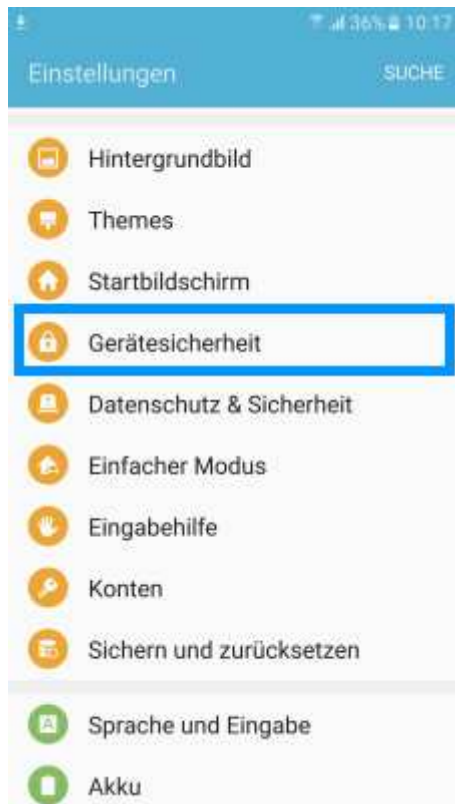 36% 10:17
Einstellungen SUCHE
Hintergrundbild
Themes
Startbildschirm
Gerätesicherheit
Datenschutz & Sicherheit
Einfacher Modus
Eingabehilfe
Konten
Sichern und zurücksetzen
A Sprache und Eingabe
Akku